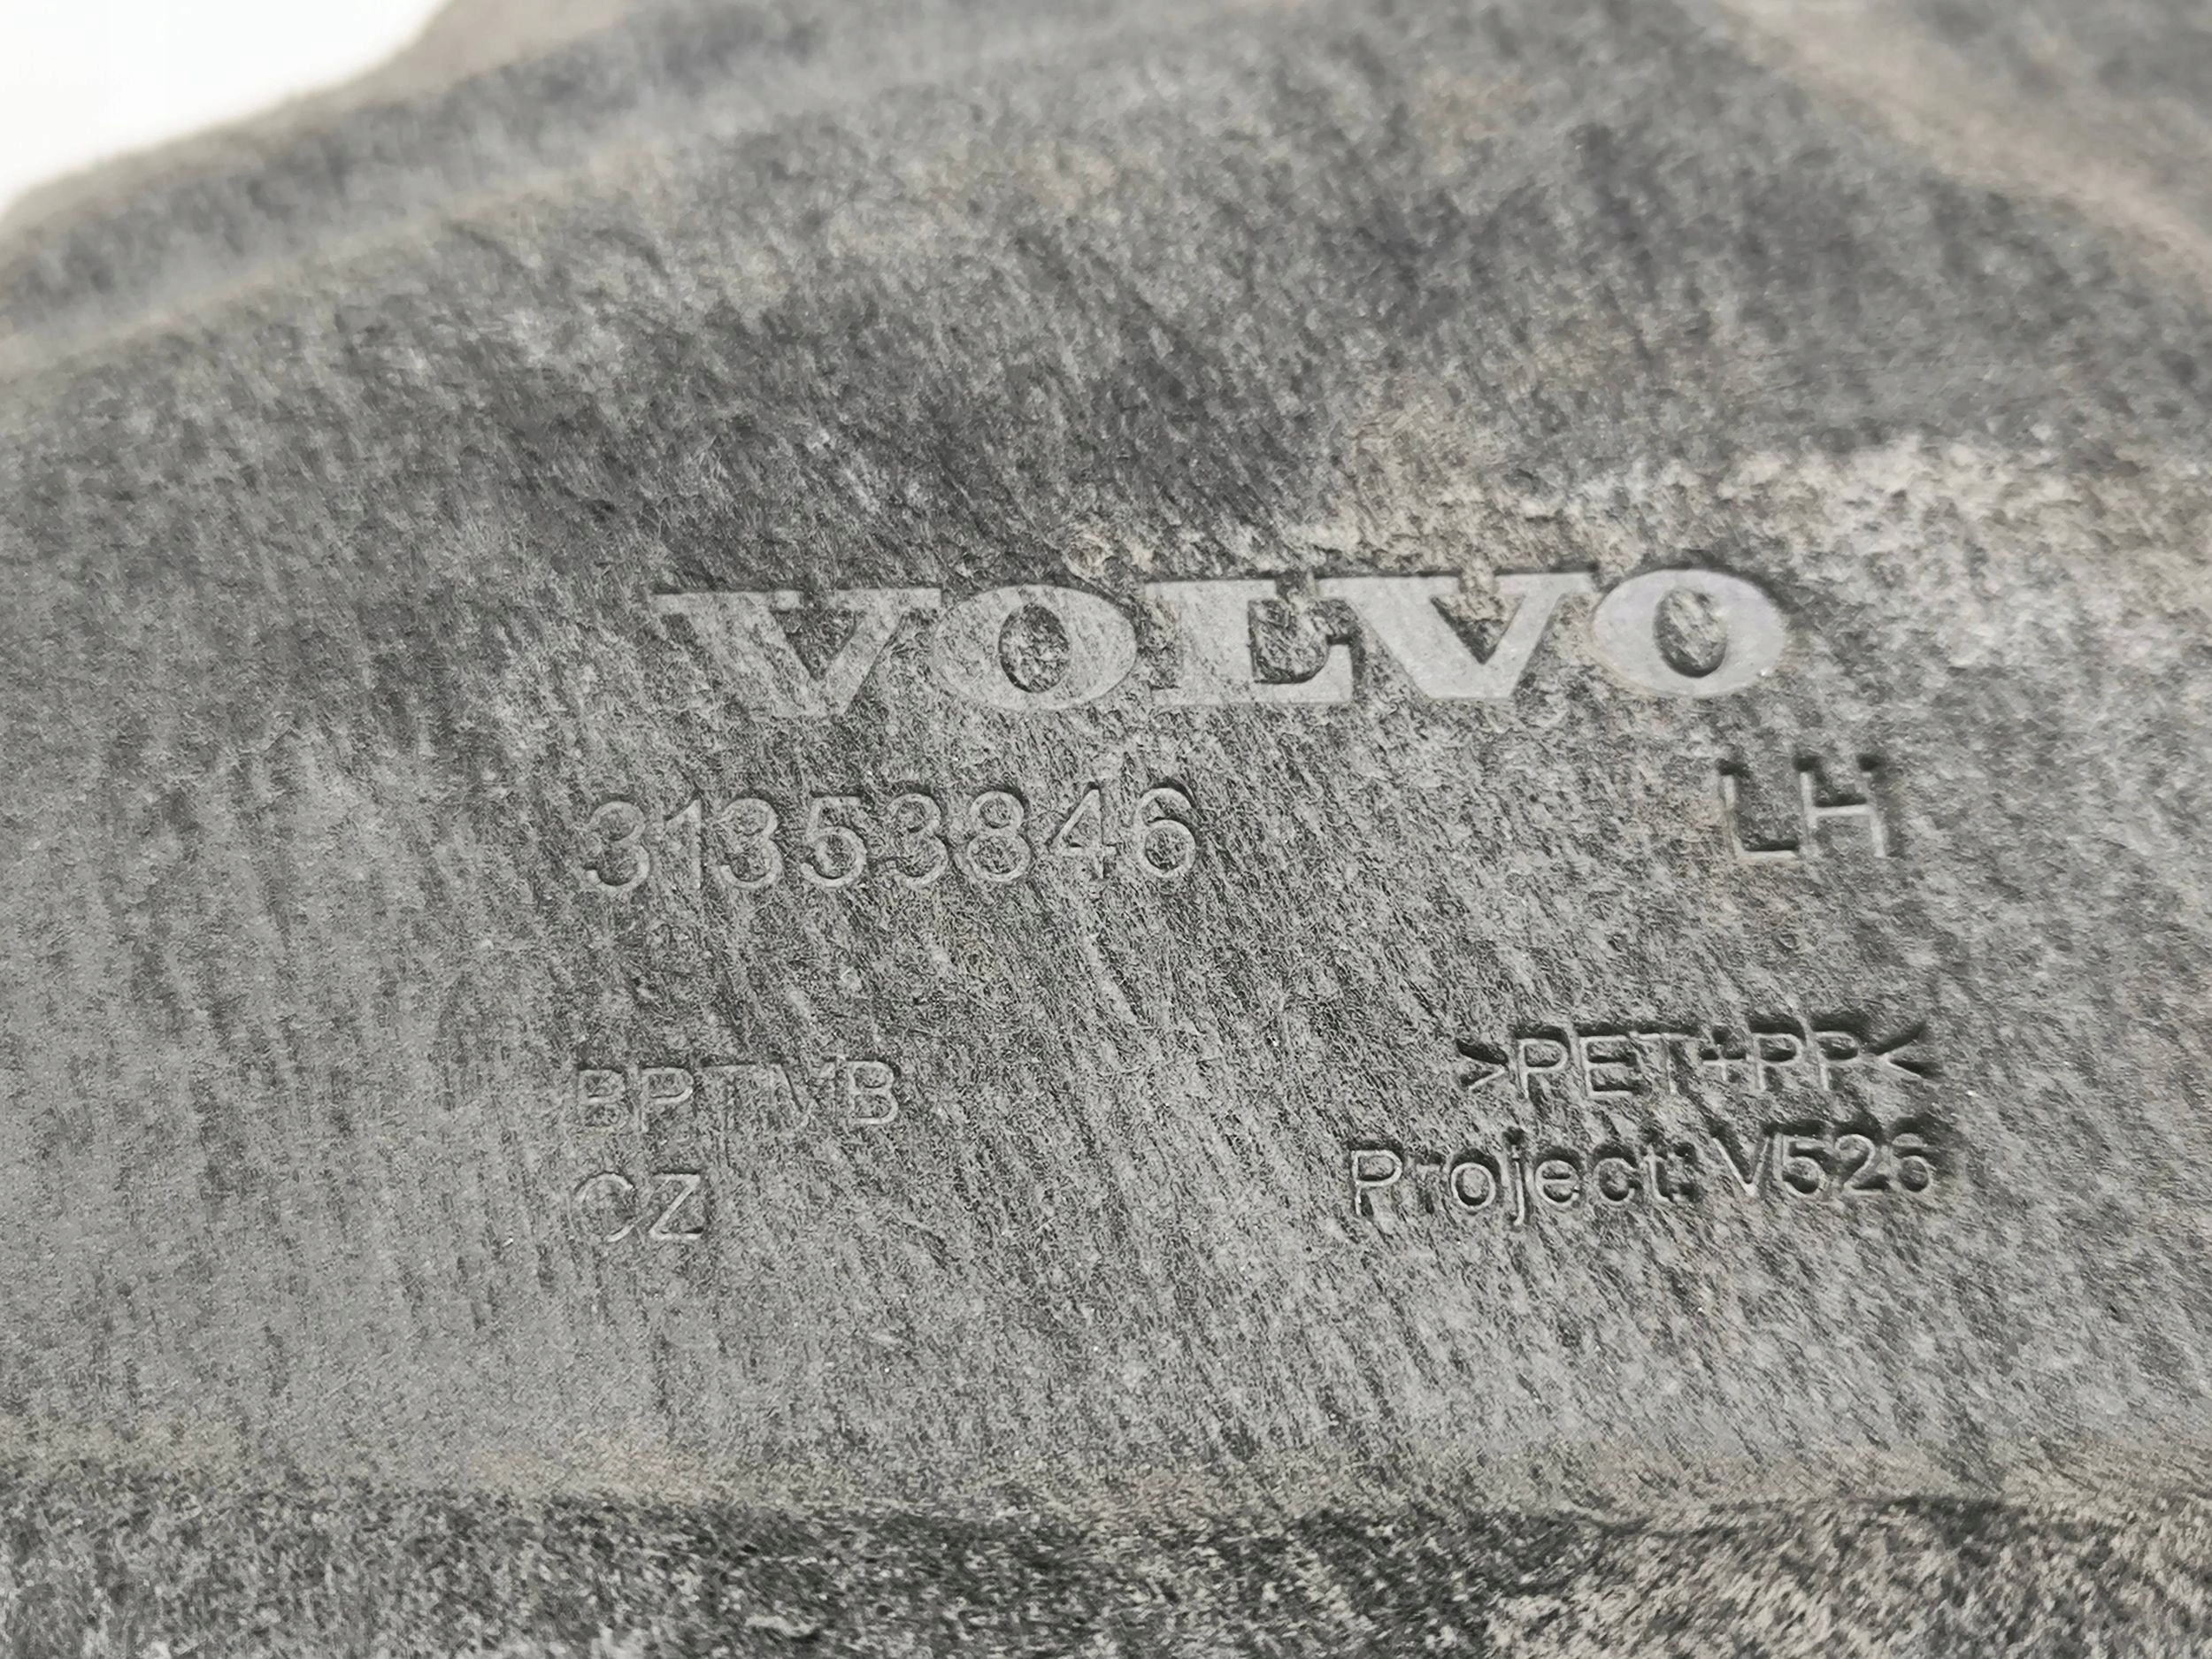 VOLVO
31353846
LH
BPTVB
>PET+PP<
CZ
Project: V526